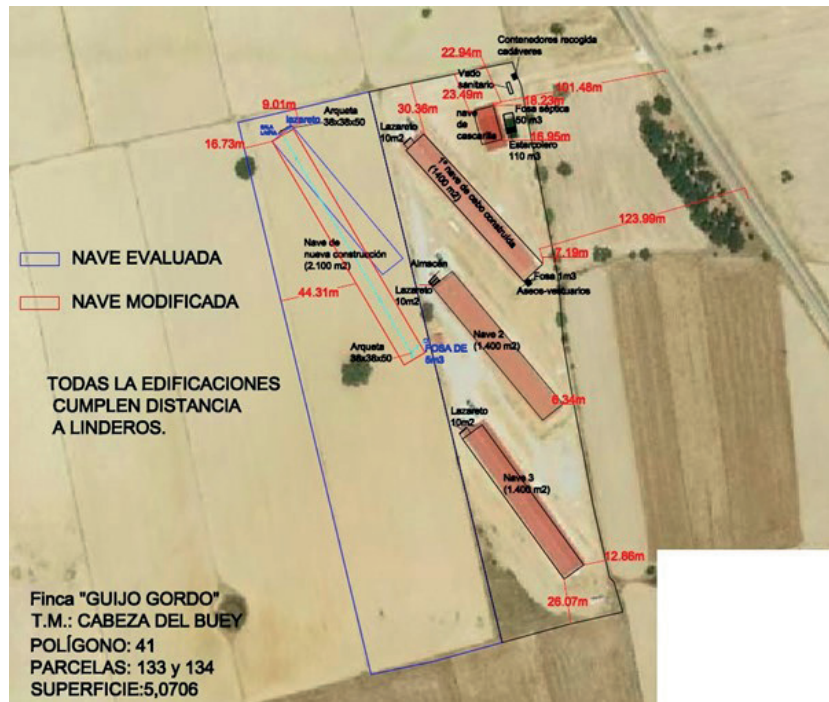 Contenedores recogida
cadáveres
22.94m
Vado
sanitario
23.49m
101.48m
18.23m
Fosa séptica
50 m3
16.95m
Estercolero
110 m3
nave
de
cascarilla
30.36m
Lazareto
10m2
9.01m
Arqueta
38x38x50
lazareto
16.73m
1ª nave de cebo construida
(1400 m2)
123.99m
7.19m
Fosa 1m3
Aseos-vestuarios
NAVE EVALUADA
NAVE MODIFICADA
Nave de
nueva construcción
(2.100 m2)
44.31m
Almacén
Lazareto
10m2
Nave 2
(1.400 m2)
Arqueta
38x38x50
FOSA DE
5m3
6.34m
TODAS LA EDIFICACIONES
CUMPLEN DISTANCIA
A LINDEROS.
Lazareto
10m2
Nave 3
(1.400 m2)
12.86m
26.07m
Finca "GUIJO GORDO"
T.M.: CABEZA DEL BUEY
POLÍGONO: 41
PARCELAS: 133 y 134
SUPERFICIE:5,0706